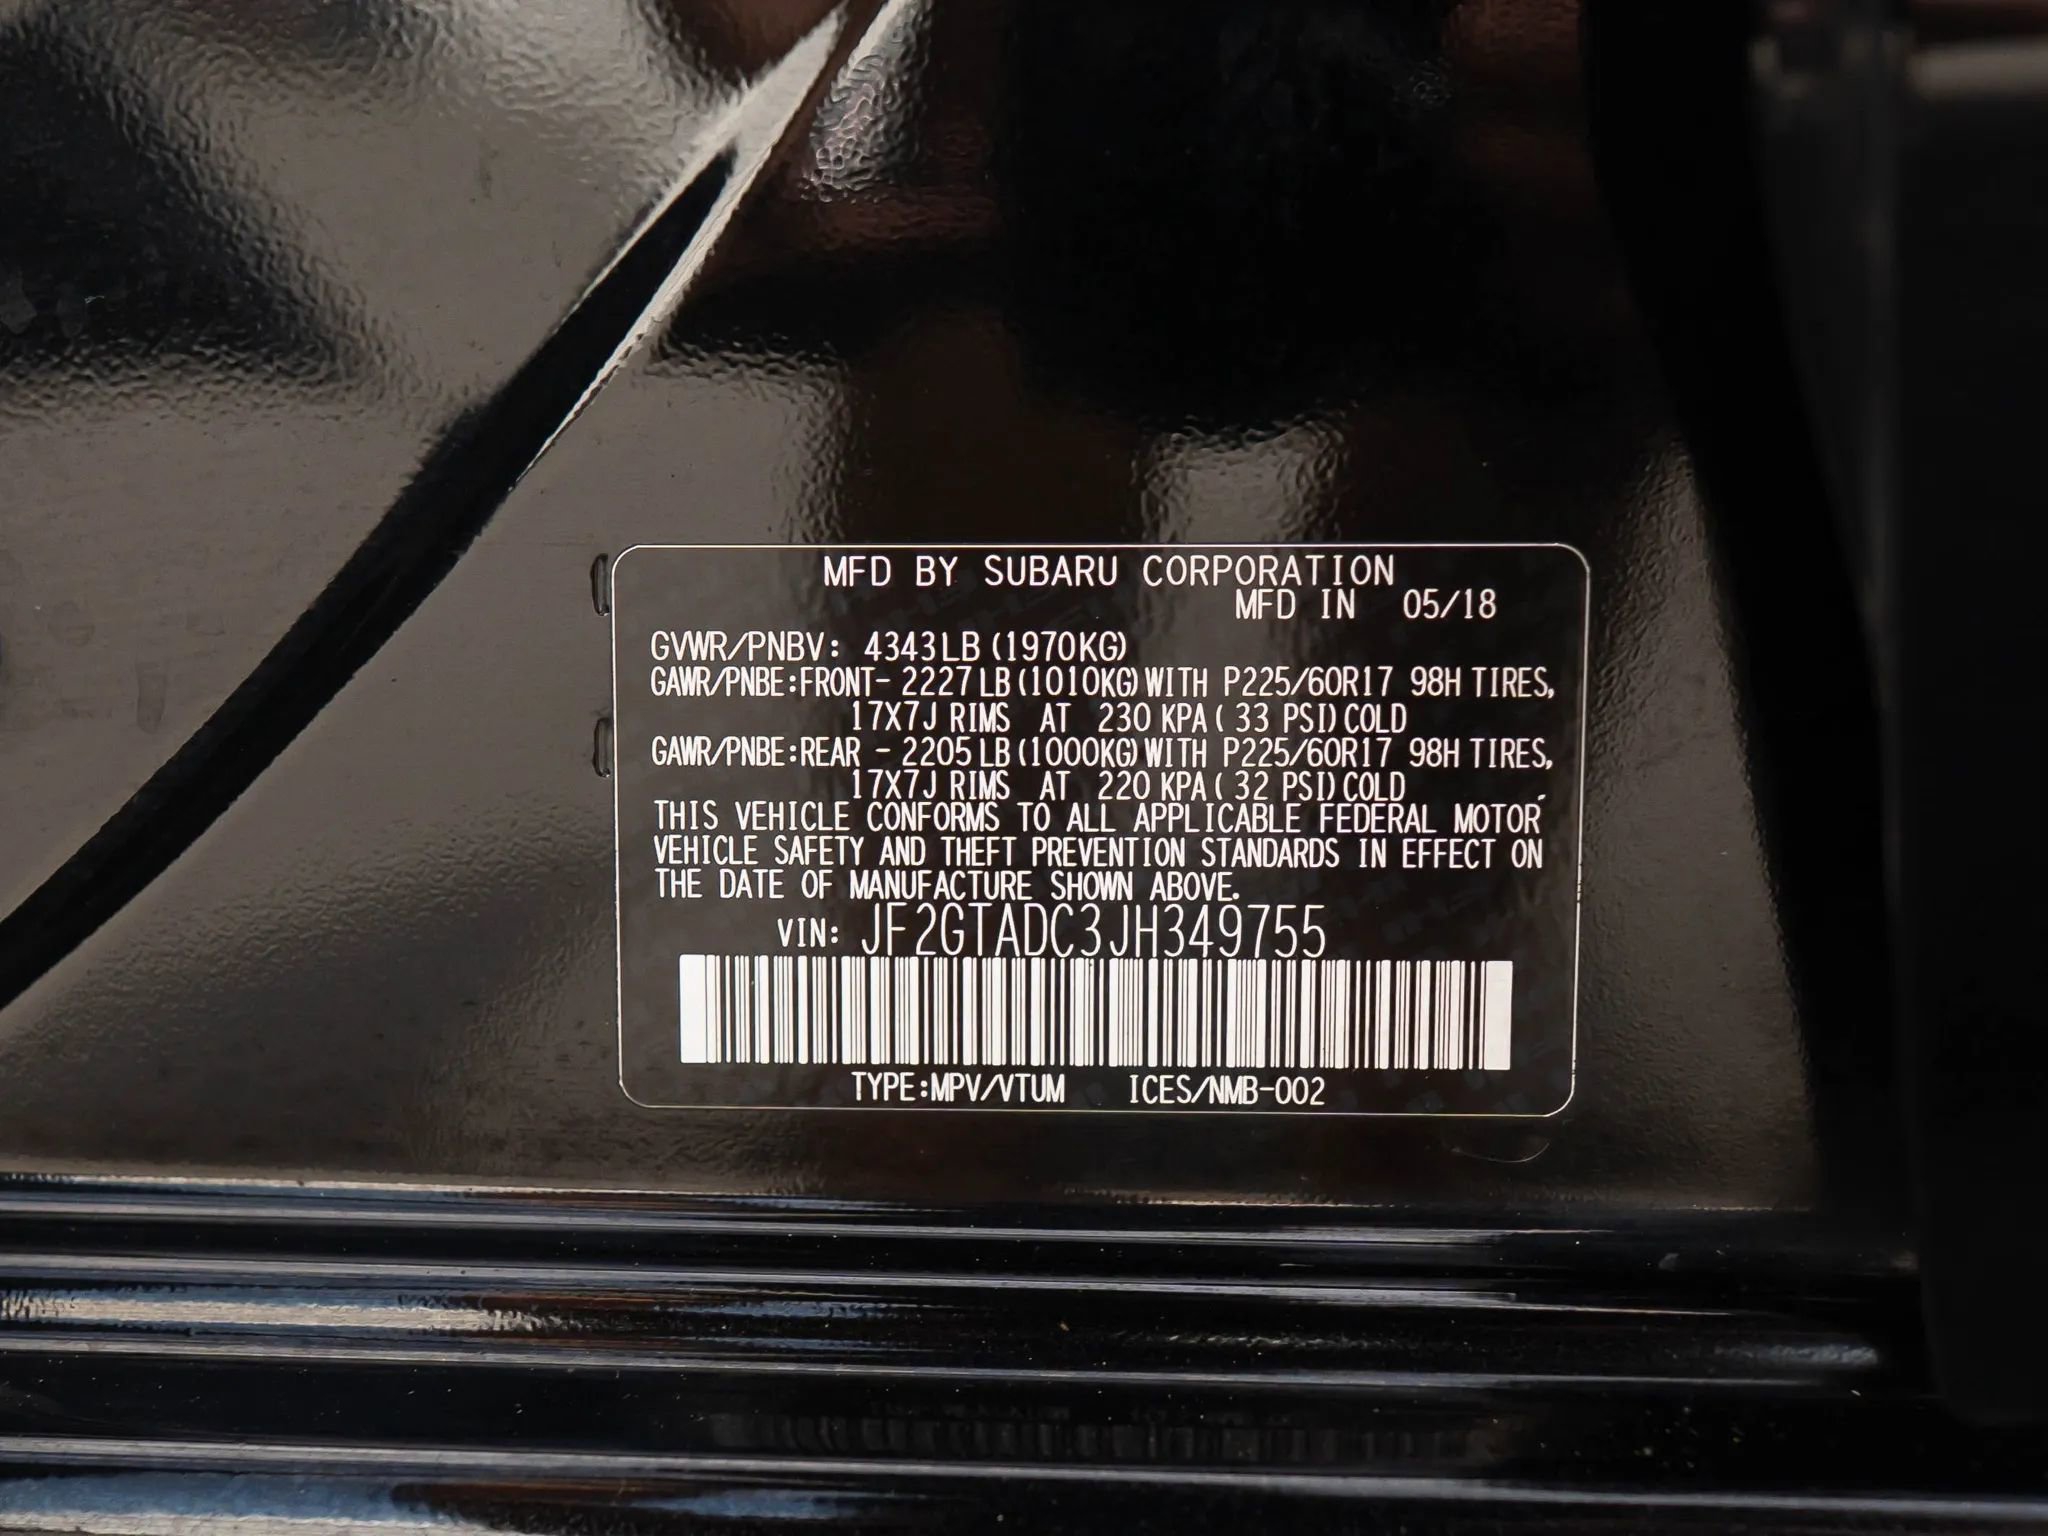 MFD BY SUBARU CORPORATION
MFD IN 05/18
GVWR/PNBV: 4343LB (1970KG)
GAWR/PNBE:FRONT- 2227LB(1010KG)WITH P225/60R17 98H TIRES,
17X7J RIMS AT 230 KPA( 33 PSI)COLD
GAWR/PNBE:REAR - 2205LB(1000KG)WITH P225/60R17 98H TIRES,
17X7J RIMS AT 220 KPA( 32 PSI)COLD .
THIS VEHICLE CONFORMS TO ALL APPLICABLE FEDERAL MOTOR
VEHICLE SAFETY AND THEFT PREVENTION STANDARDS IN EFFECT ON
THE DATE OF MANUFACTURE SHOWN ABOVE.
VIN: JF2GTADC3JH349755
TYPE:MPV/VTUM ICES/NMB-002